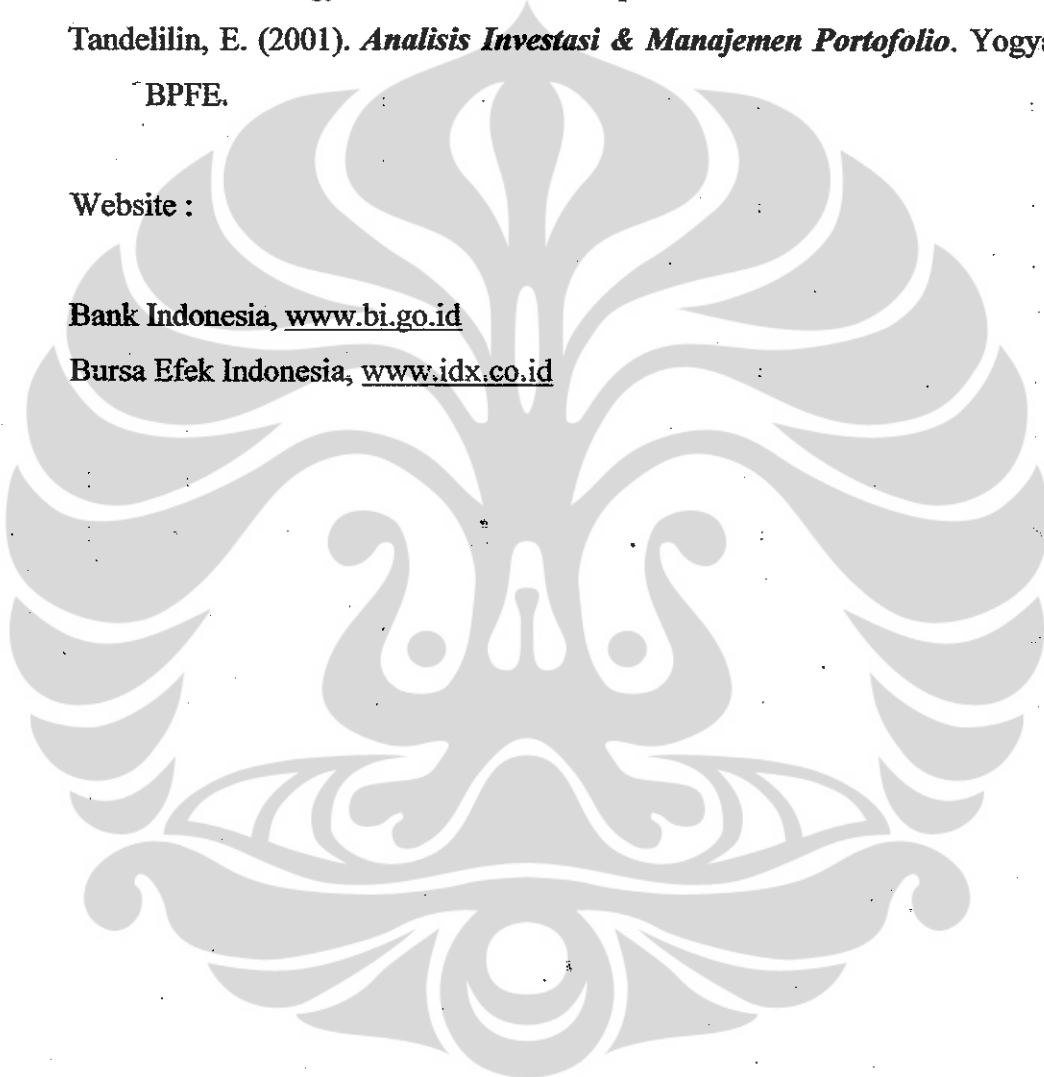 Tandelilin, E. (2001). Analisis Investasi & Manajemen Portofolio. Yogya
BPFE.
Website :
Bank Indonesia, www.bi.go.id
Bursa Efek Indonesia, www.idx.co.id